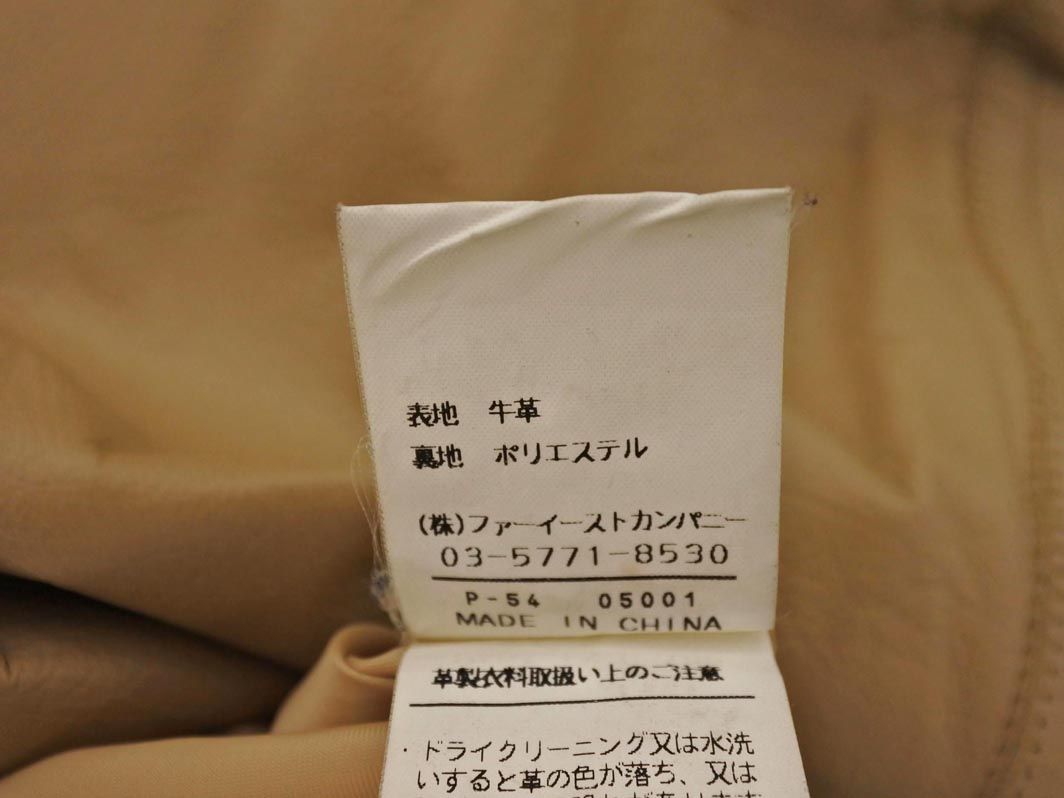 表地 牛革
裏地 ポリエステル
(株)ファーイーストカンパニー
03-5771-8530
P-54 05001
MADE IN CHINA
革製衣料取扱い上のご注意
・ドライクリーニング又は水洗
いすると革の色が落ち、又は